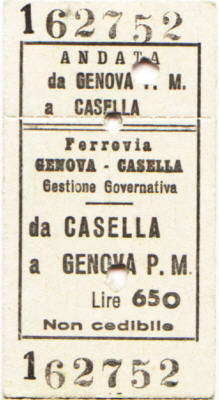 162752
ANDATA
da GENOVA P. M.
a CASELLA
Ferrovia
GENOVA - CASELLA
Gestione Governativa
da CASELLA
a GENOVA P. M.
Lire 650
Non cedibile
162752